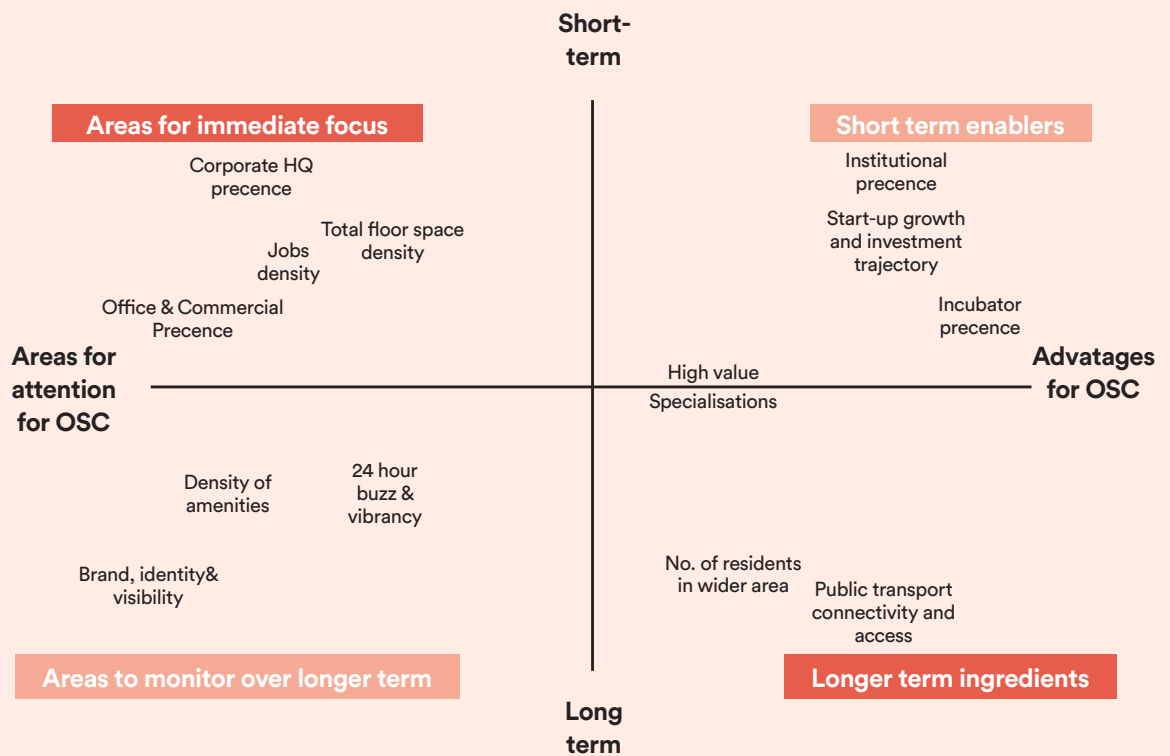 Short-
term
Areas for immediate focus
Short term enablers
Corporate HQ
precence
Total floor space
density
Jobs
density
Office & Commercial
Precence
Institutional
precence
Start-up growth
and investment
trajectory
Incubator
precence
Areas for
attention
for OSC
High value
Specialisations
Advatages
for OSC
Density of
amenities
24 hour
buzz &
vibrancy
Brand, identity&
visibility
No. of residents
in wider area
Public transport
connectivity and
access
Areas to monitor over longer term
Longer term ingredients
Long
term